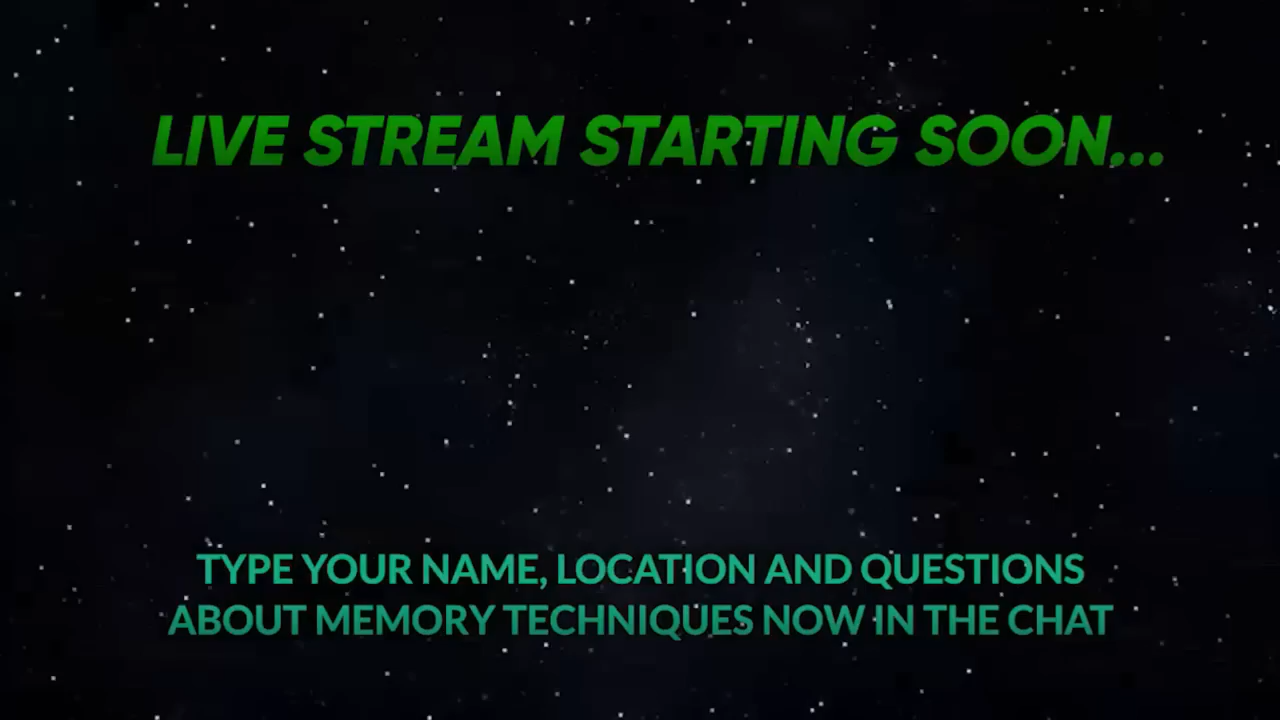 LIVE STREAM STARTING SOON...
TYPE YOUR NAME, LOCATION AND QUESTIONS
ABOUT MEMORY TECHNIQUES NOW IN THE CHAT